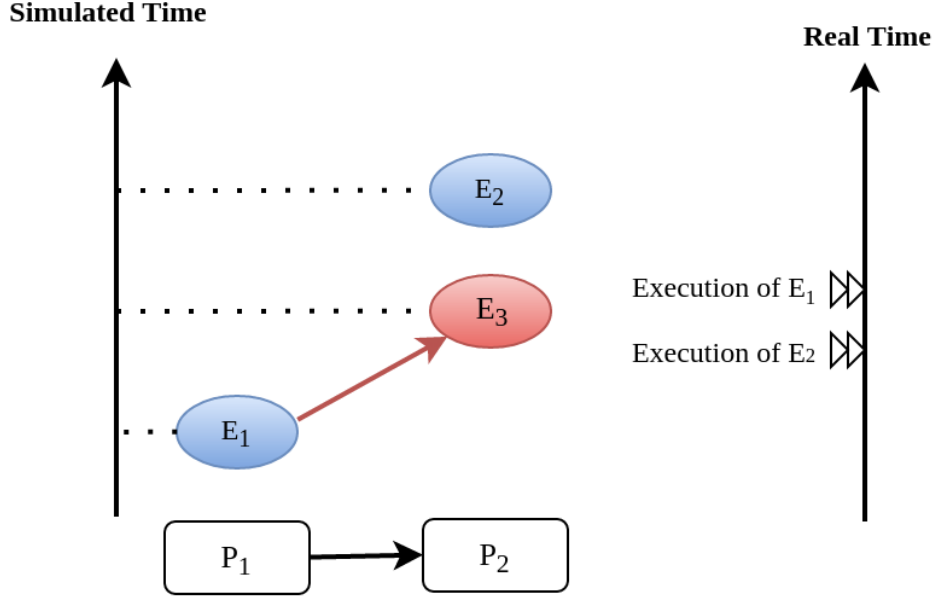 Simulated Time
Real Time
E₂
E₃
Execution of E₁
Execution of E2
E₁
P₁
P₂